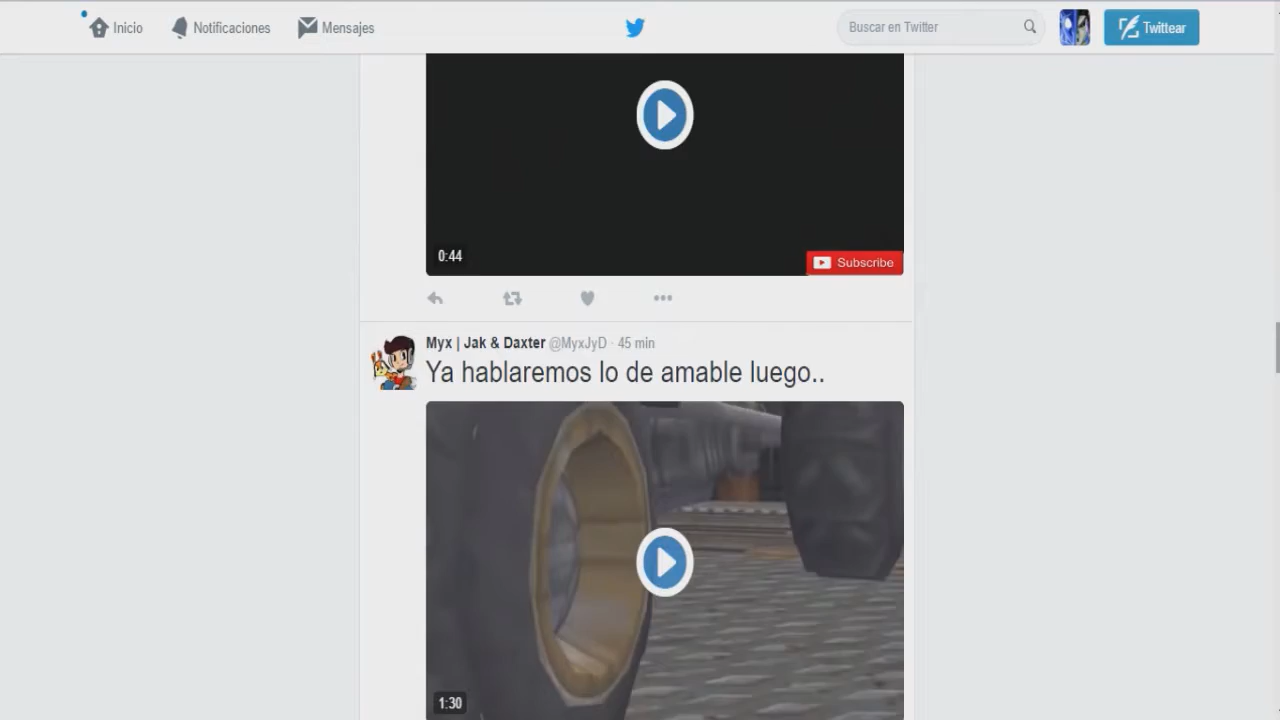 Inicio
Notificaciones
Mensajes
Buscar en Twitter
Twittear
0:44
Subscribe
Myx | Jak & Daxter @MyxJyD · 45 min
Ya hablaremos lo de amable luego..
1:30